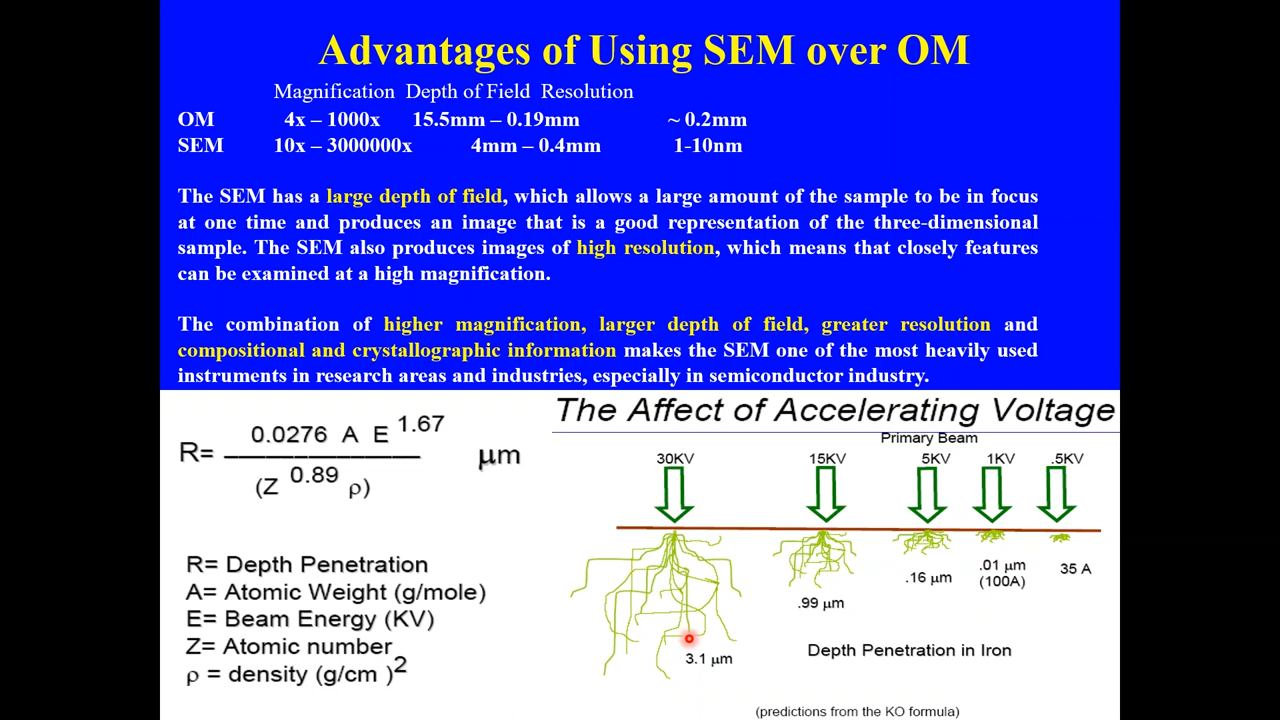 Advantages of Using SEM over OM
Magnification Depth of Field Resolution
OM 4x – 1000x 15.5mm – 0.19mm ~ 0.2mm
SEM 10x – 3000000x 4mm – 0.4mm 1-10nm
The SEM has a large depth of field, which allows a large amount of the sample to be in focus
at one time and produces an image that is a good representation of the three-dimensional
sample. The SEM also produces images of high resolution, which means that closely features
can be examined at a high magnification.
The combination of higher magnification, larger depth of field, greater resolution and
compositional and crystallographic information makes the SEM one of the most heavily used
instruments in research areas and industries, especially in semiconductor industry.
R= 0.0276 A E 1.67
(Z 0.89 ρ)
μm
R= Depth Penetration
A= Atomic Weight (g/mole)
E= Beam Energy (KV)
Z= Atomic number
ρ = density (g/cm )2
The Affect of Accelerating Voltage
Primary Beam
30KV 15KV 5KV 1KV .5KV
3.1 μm
.99 μm
.16 μm
.01 μm
(100A)
35 A
Depth Penetration in Iron
(predictions from the KO formula)